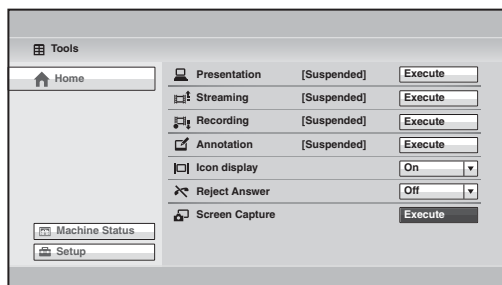 Tools
Home
Presentation [Suspended] Execute
Streaming [Suspended] Execute
Recording [Suspended] Execute
Annotation [Suspended] Execute
Icon display On
Reject Answer Off
Screen Capture Execute
Machine Status
Setup